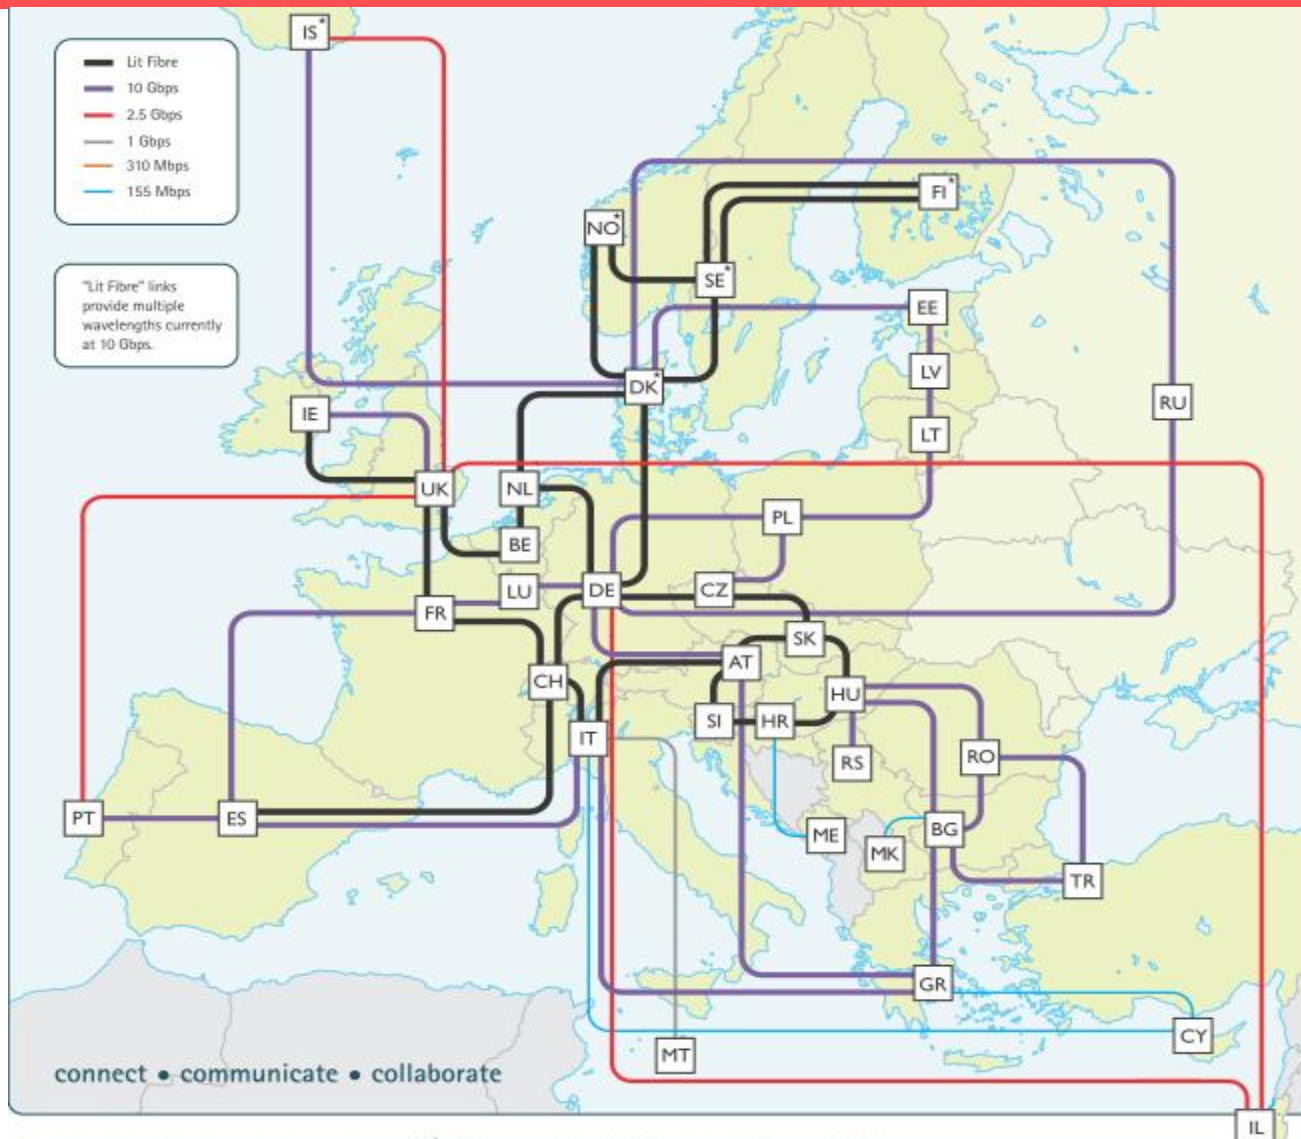 IS*
Lit Fibre
10 Gbps
2.5 Gbps
1 Gbps
310 Mbps
155 Mbps
"Lit Fibre" links
provide multiple
wavelengths currently
at 10 Gbps.
FI*
NO*
SE*
EE
LV
DK*
RU
IE
LT
UK
NL
PL
BE
LU
DE
CZ
FR
SK
AT
CH
HU
SI
HR
IT
RS
RO
PT
ES
ME
MK
BG
TR
GR
CY
MT
connect • communicate • collaborate
IL